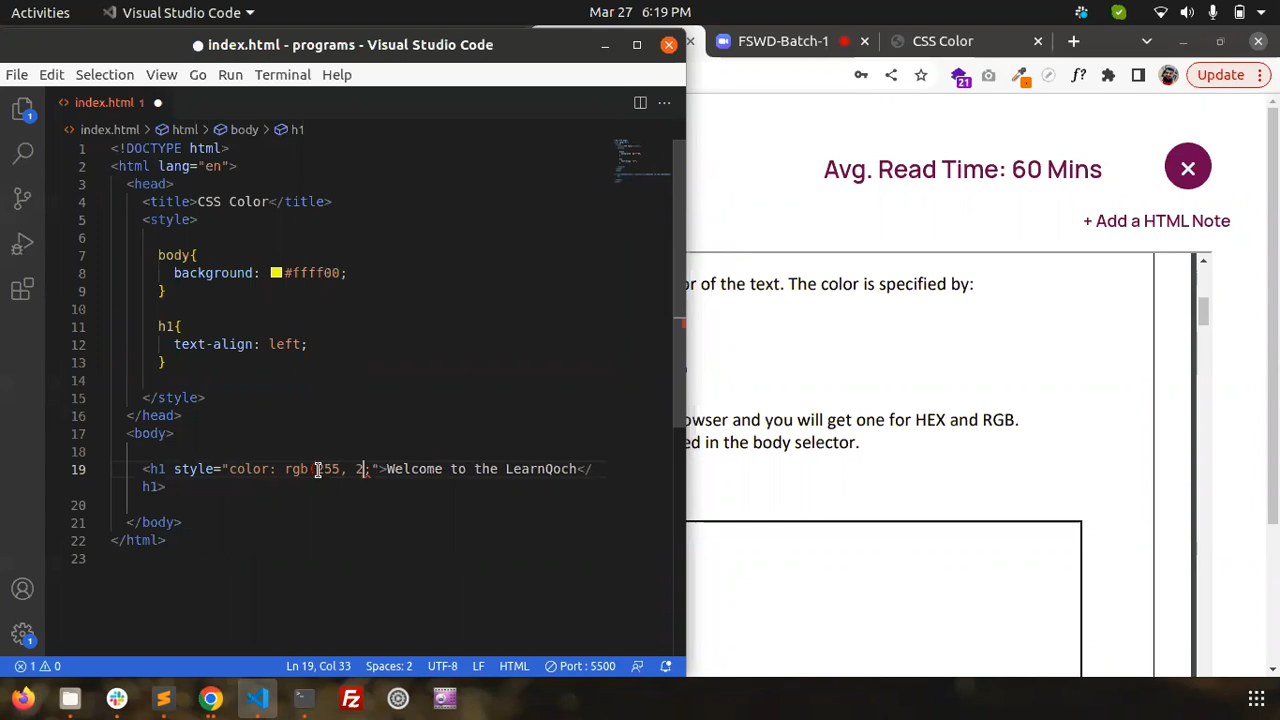 Activities Visual Studio Code Mar 27 6:19 PM
index.html - programs - Visual Studio Code
FSWD-Batch-1
CSS Color
File Edit Selection View Go Run Terminal Help
21 f? Update
index.html 1
index.html > html > body > h1
1 <!DOCTYPE html>
2 <html lang="en">
3 <head>
4 <title>CSS Color</title>
5 <style>
6
7 body{
8 background: #ffff00;
9 }
10
11 h1{
12 text-align: left;
13 }
14
15 </style>
16 </head>
17 <body>
18
19 <h1 style="color: rgb(255, 2;">Welcome to the LearnQoch</
h1>
20
21 </body>
22 </html>
23
Avg. Read Time: 60 Mins
+ Add a HTML Note
or of the text. The color is specified by:
owser and you will get one for HEX and RGB.
ed in the body selector.
1
1
1 0 Ln 19, Col 33 Spaces: 2 UTF-8 LF HTML Port : 5500